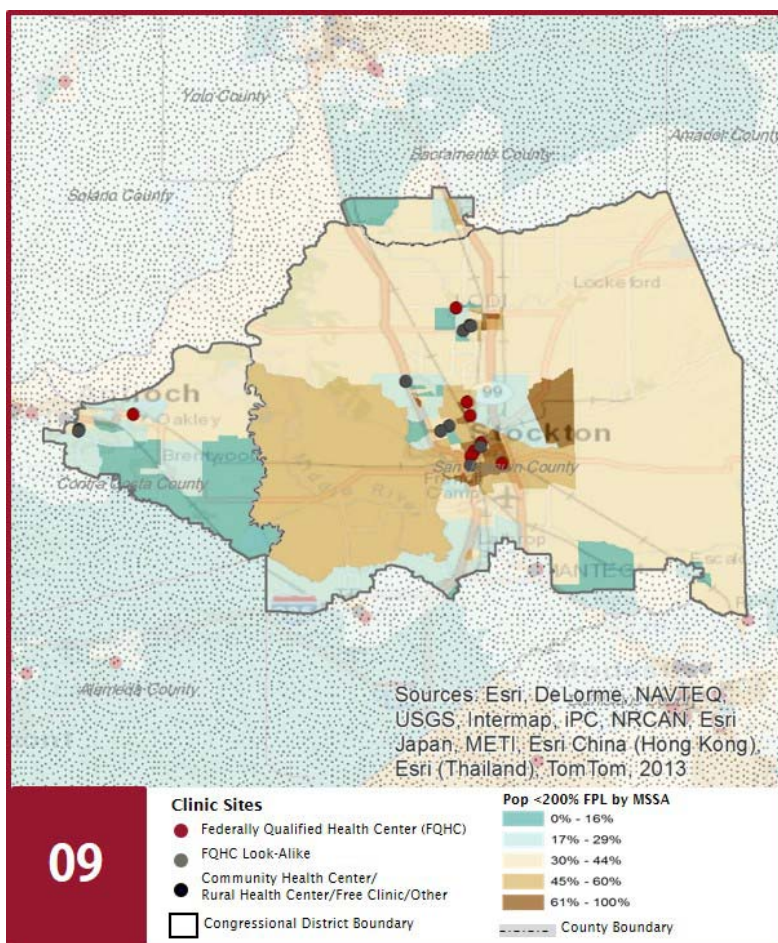 Yolo County
Amador County
Sacramento County
Solano County
Lockeford
LODI
99
Oakley
Stockton
Brentwood
San Joaquin County
Contra Costa County
Middle River
Camp
MANTECA
Alameda County
Sources: Esri, DeLorme, NAVTEQ,
USGS, Intermap, iPC, NRCAN, Esri
Japan, METI, Esri China (Hong Kong),
Esri (Thailand), TomTom, 2013
09
Clinic Sites
Federally Qualified Health Center (FQHC)
FQHC Look-Alike
Community Health Center/
Rural Health Center/Free Clinic/Other
Congressional District Boundary
Pop <200% FPL by MSSA
0% - 16%
17% - 29%
30% - 44%
45% - 60%
61% - 100%
County Boundary